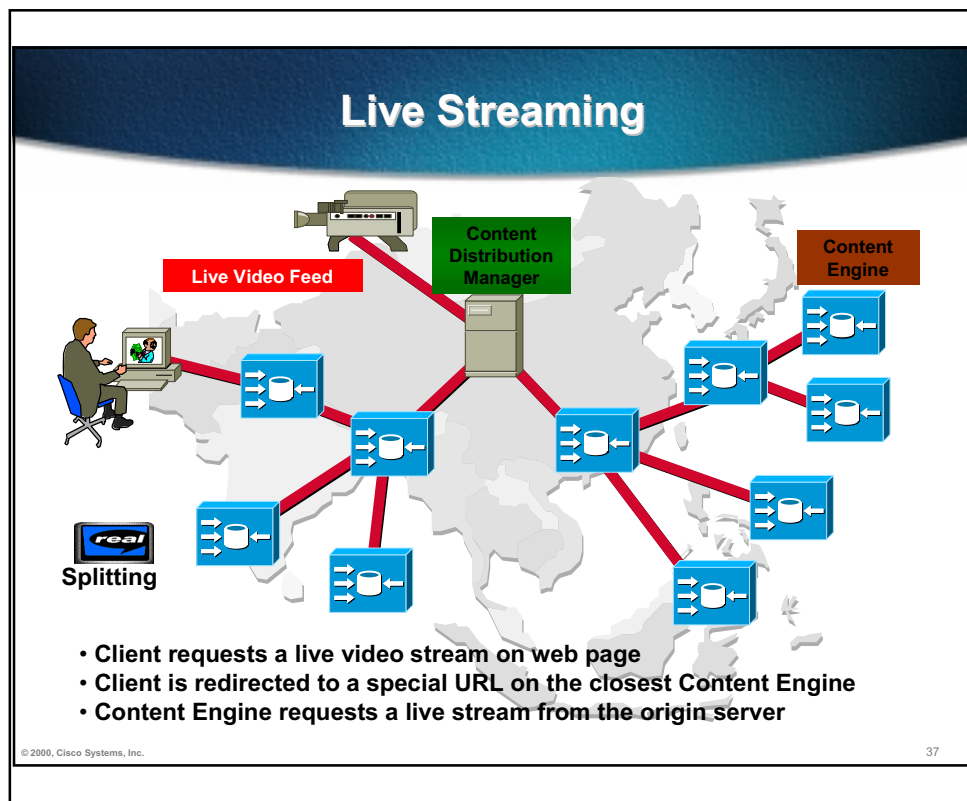 Live Streaming
Content
Distribution
Manager
Content
Engine
Live Video Feed
real
Splitting
• Client requests a live video stream on web page
• Client is redirected to a special URL on the closest Content Engine
• Content Engine requests a live stream from the origin server
© 2000, Cisco Systems, Inc.
37